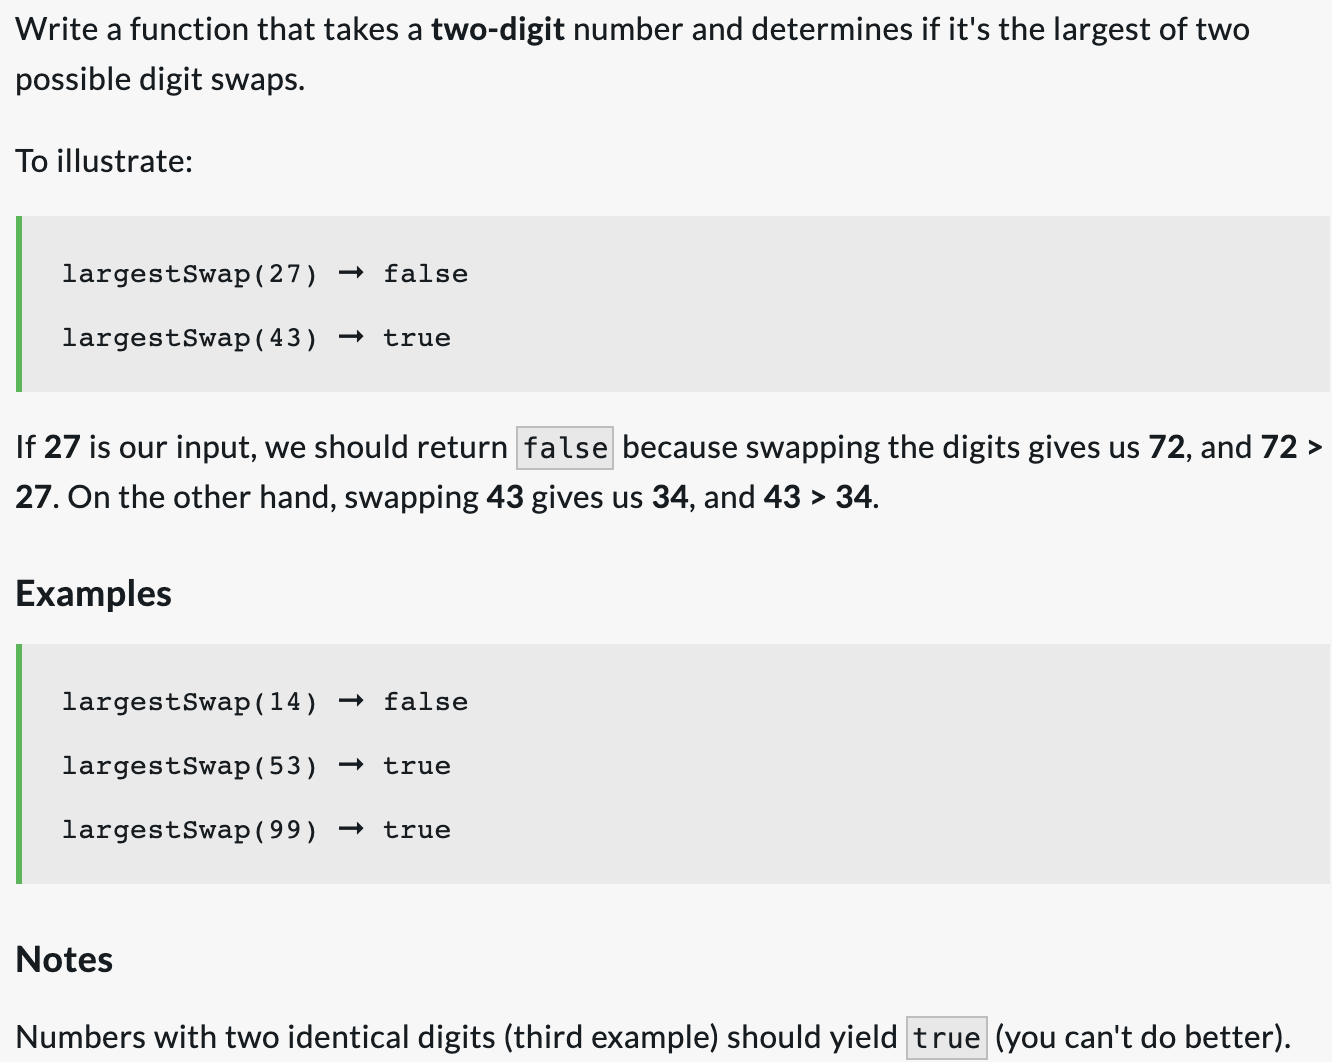 Write a function that takes a two-digit number and determines if it's the largest of two
possible digit swaps.
To illustrate:
largestSwap(27) ➞ false
largestSwap(43) ➞ true
If 27 is our input, we should return false because swapping the digits gives us 72, and 72 >
27. On the other hand, swapping 43 gives us 34, and 43 > 34.
Examples
largestSwap(14) ➞ false
largestSwap(53) ➞ true
largestSwap(99) ➞ true
Notes
Numbers with two identical digits (third example) should yield true (you can't do better).